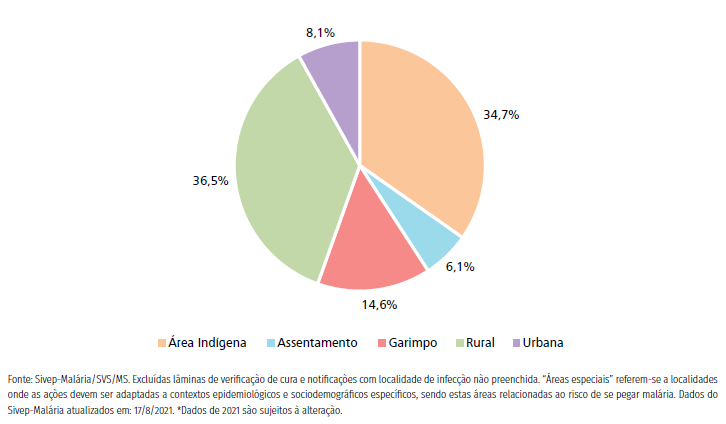 8,1%
34,7%
36,5%
6,1%
14,6%
Área Indígena Assentamento Garimpo Rural Urbana
Fonte: Sivep-Malária/SVS/MS. Excluídas lâminas de verificação de cura e notificações com localidade de infecção não preenchida. “Áreas especiais” referem-se a localidades
onde as ações devem ser adaptadas a contextos epidemiológicos e sociodemográficos específicos, sendo estas áreas relacionadas ao risco de se pegar malária. Dados do
Sivep-Malária atualizados em: 17/8/2021. *Dados de 2021 são sujeitos à alteração.